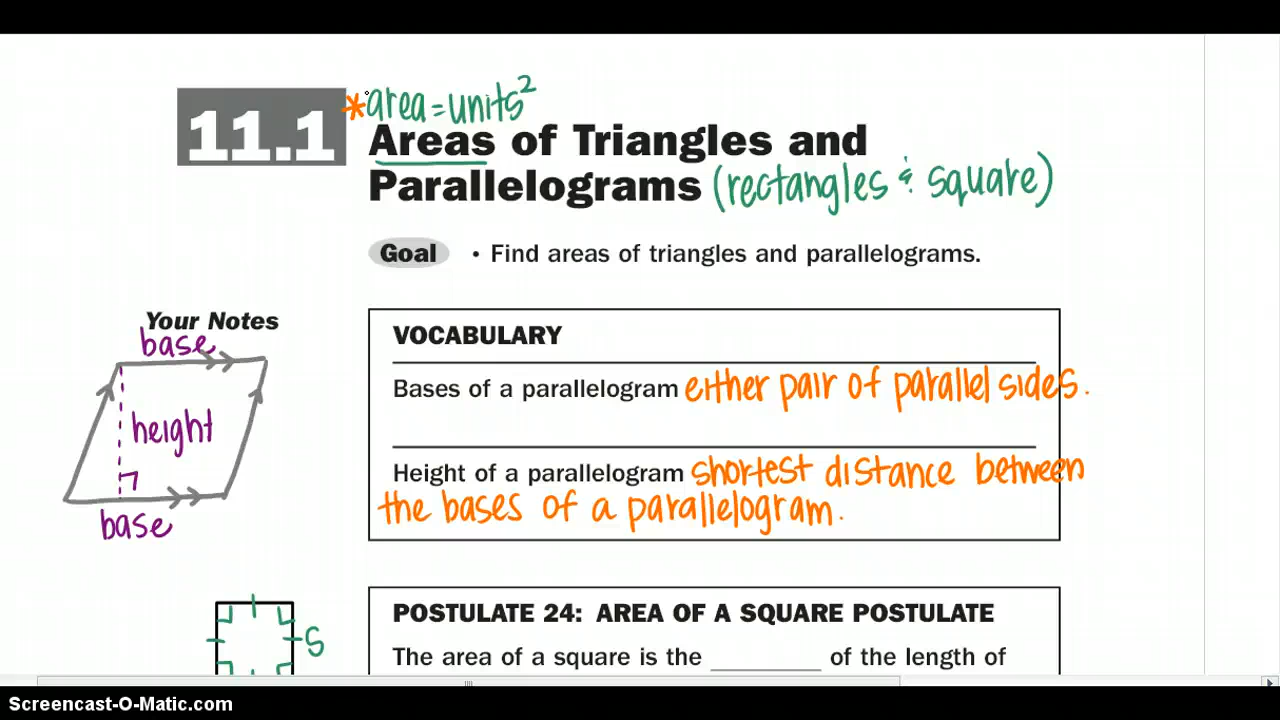 *area=units²
11.1 Areas of Triangles and
Parallelograms (rectangles & square)
Goal • Find areas of triangles and parallelograms.
Your Notes
base
height
base
VOCABULARY
Bases of a parallelogram either pair of parallel sides.
Height of a parallelogram shortest distance between
the bases of a parallelogram.
S
POSTULATE 24: AREA OF A SQUARE POSTULATE
The area of a square is the ________ of the length of
Screencast-O-Matic.com